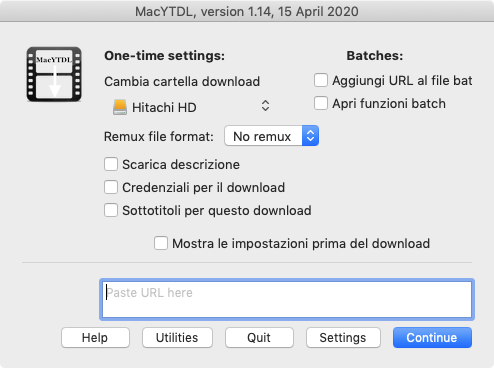 MacYTDL, version 1.14, 15 April 2020
MacYTDL
One-time settings:
Batches:
Cambia cartella download
Aggiungi URL al file bat
Hitachi HD
Apri funzioni batch
Remux file format: No remux
Scarica descrizione
Credenziali per il download
Sottotitoli per questo download
Mostra le impostazioni prima del download
Paste URL here
Help
Utilities
Quit
Settings
Continue